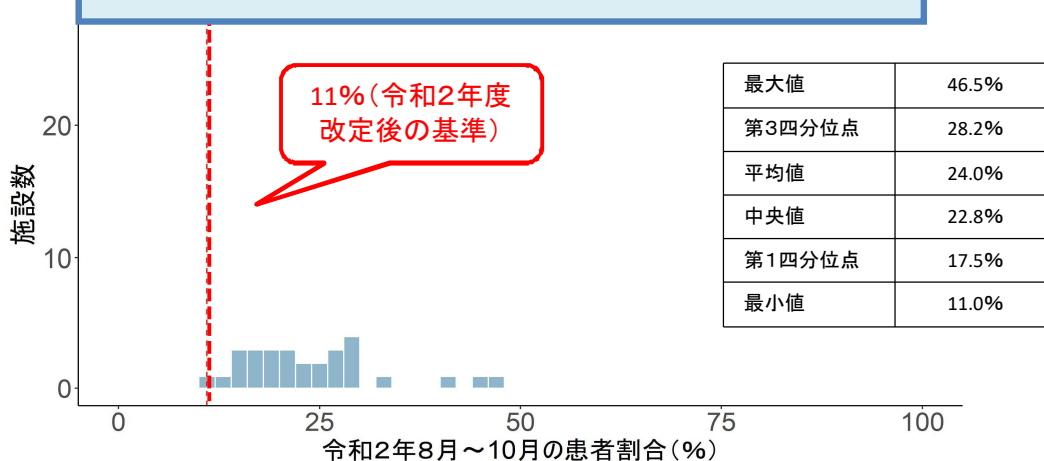 11%(令和2年度
改定後の基準)
最大値 46.5%
第3四分位点 28.2%
平均値 24.0%
中央値 22.8%
第1四分位点 17.5%
最小値 11.0%
施設数
20
10
0
0 25 50 75 100
令和2年8月～10月の患者割合(%)